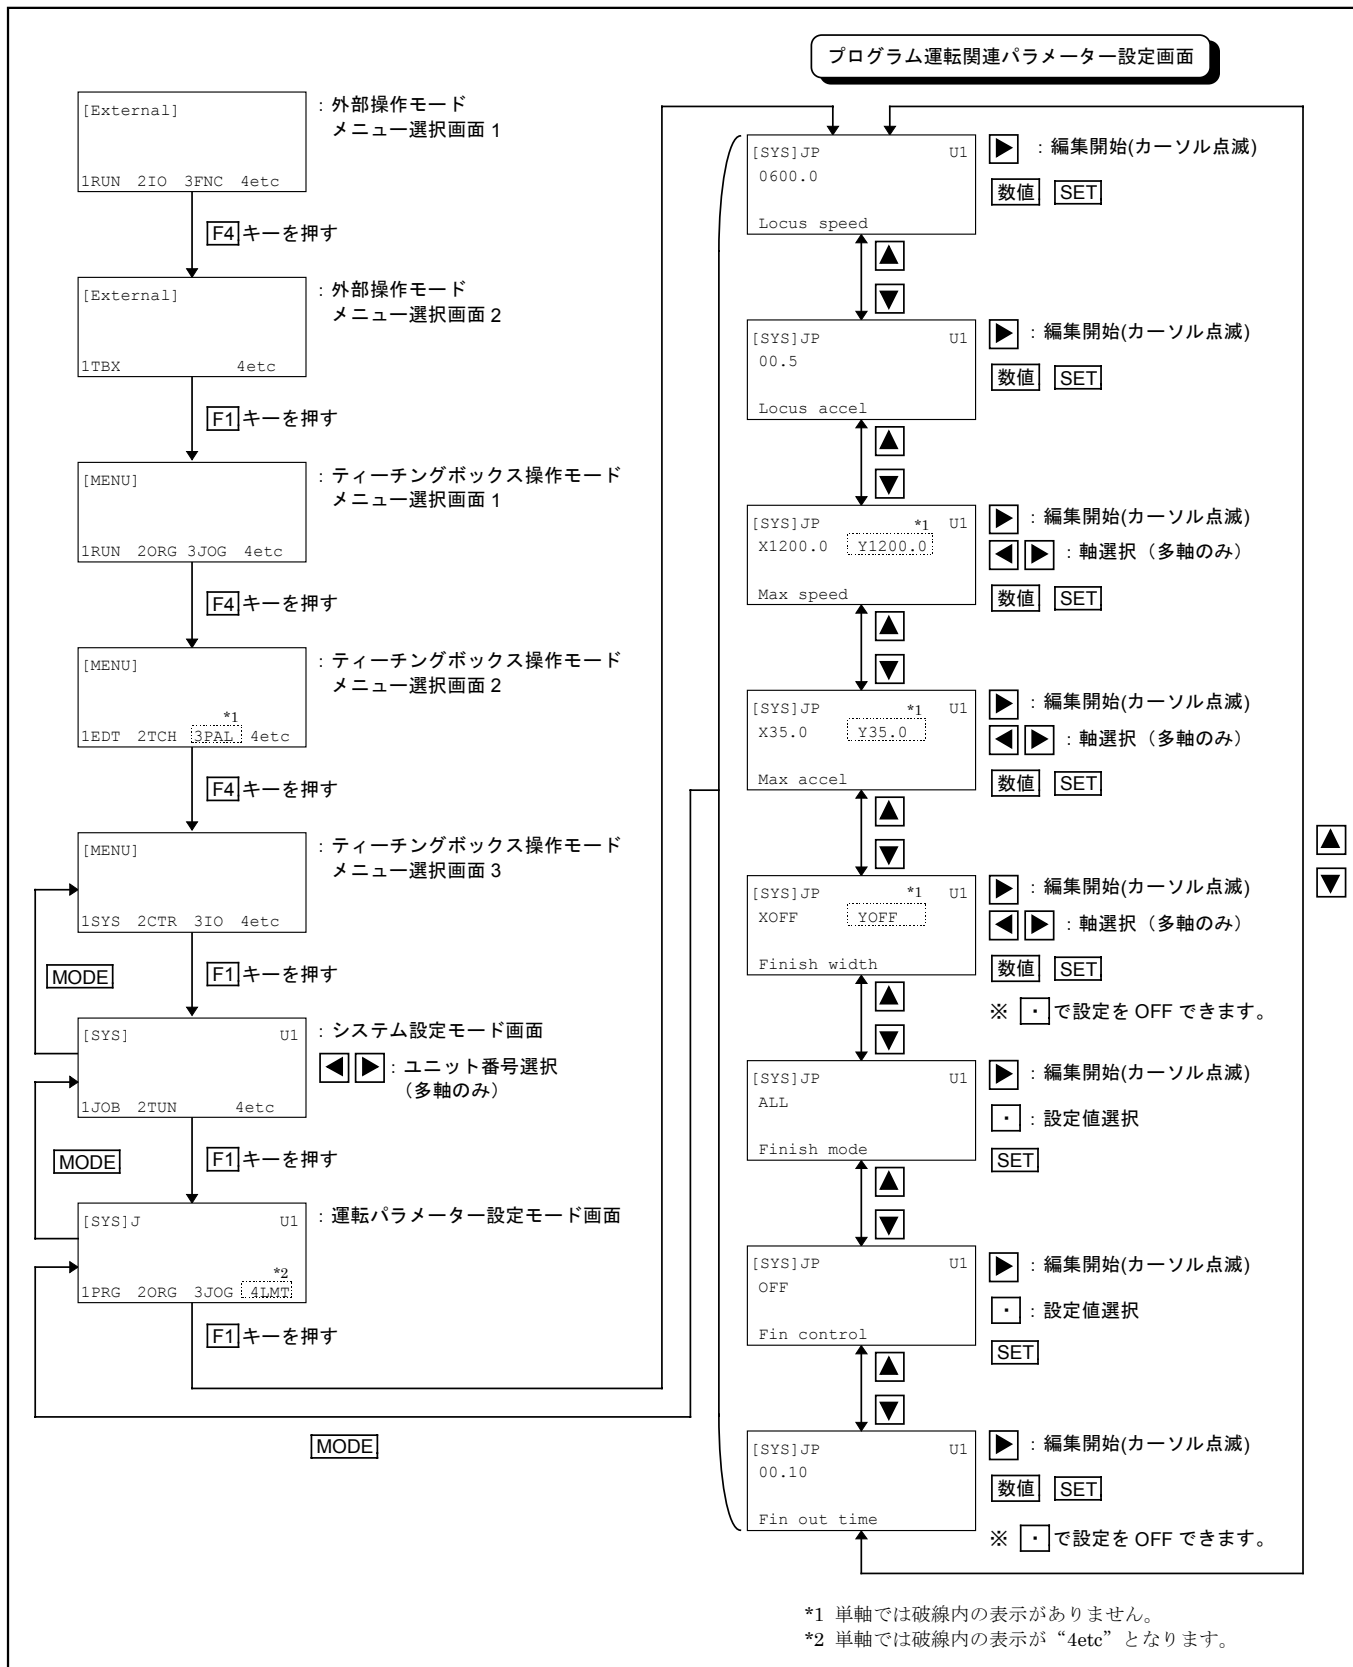 プログラム運転関連パラメーター設定画面
[External]
1RUN 2IO 3FNC 4etc
：外部操作モード
メニュー選択画面 1
F4 キーを押す
[External]
1TBX 4etc
：外部操作モード
メニュー選択画面 2
F1 キーを押す
[MENU]
1RUN 2ORG 3JOG 4etc
：ティーチングボックス操作モード
メニュー選択画面 1
F4 キーを押す
[MENU]
*1
1EDT 2TCH 3PAL 4etc
：ティーチングボックス操作モード
メニュー選択画面 2
F4 キーを押す
[MENU]
1SYS 2CTR 3IO 4etc
：ティーチングボックス操作モード
メニュー選択画面 3
MODE
F1 キーを押す
[SYS] U1
1JOB 2TUN 4etc
：システム設定モード画面
◀ ▶ ：ユニット番号選択
（多軸のみ）
MODE
F1 キーを押す
[SYS]J U1
*2
1PRG 2ORG 3JOG 4LMT
：運転パラメーター設定モード画面
F1 キーを押す
MODE
[SYS]JP U1
0600.0
Locus speed
▶ ：編集開始(カーソル点滅)
数値 SET
▲
▼
[SYS]JP U1
00.5
Locus accel
▶ ：編集開始(カーソル点滅)
数値 SET
▲
▼
[SYS]JP *1 U1
X1200.0 Y1200.0
Max speed
▶ ：編集開始(カーソル点滅)
◀ ▶ ：軸選択（多軸のみ）
数値 SET
▲
▼
[SYS]JP *1 U1
X35.0 Y35.0
Max accel
▶ ：編集開始(カーソル点滅)
◀ ▶ ：軸選択（多軸のみ）
数値 SET
▲
▼
[SYS]JP *1 U1
XOFF YOFF
Finish width
▶ ：編集開始(カーソル点滅)
◀ ▶ ：軸選択（多軸のみ）
数値 SET
※ ・ で設定を OFF できます。
▲
▼
[SYS]JP U1
ALL
Finish mode
▶ ：編集開始(カーソル点滅)
・ ：設定値選択
SET
▲
▼
[SYS]JP U1
OFF
Fin control
▶ ：編集開始(カーソル点滅)
・ ：設定値選択
SET
▲
▼
[SYS]JP U1
00.10
Fin out time
▶ ：編集開始(カーソル点滅)
数値 SET
※ ・ で設定を OFF できます。
▲
▼
*1 単軸では破線内の表示がありません。
*2 単軸では破線内の表示が“4etc”となります。